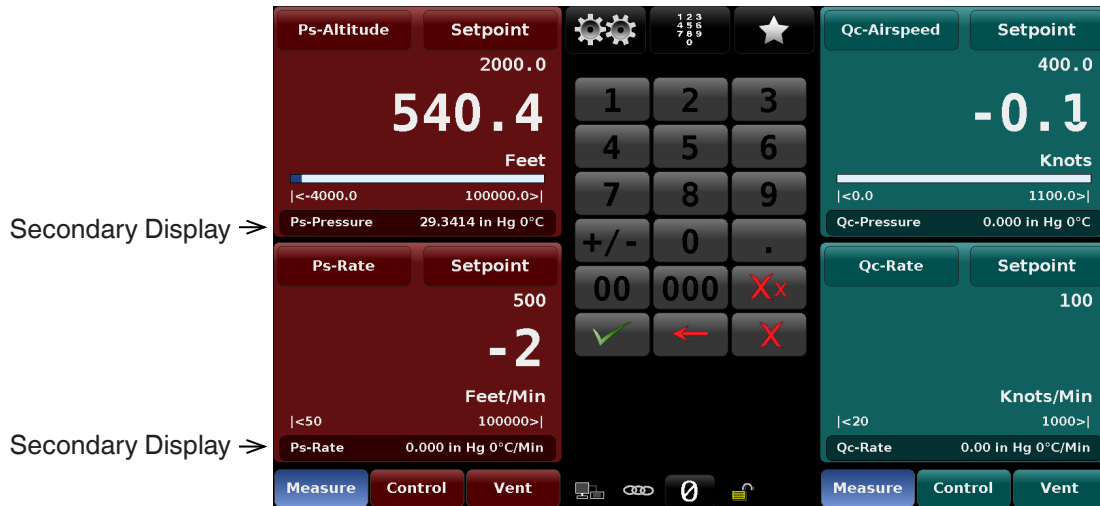 Ps-Altitude Setpoint
2000.0
540.4
Feet
|<-4000.0 100000.0>|
Secondary Display
Ps-Pressure 29.3414 in Hg 0°C
Ps-Rate Setpoint
500
-2
Feet/Min
|<50 100000>|
Secondary Display
Ps-Rate 0.000 in Hg 0°C/Min
Measure Control Vent
1 2 3
4 5 6
7 8 9
0
1 2 3
4 5 6
7 8 9
+/- 0 .
00 000 Xx
X
0
Qc-Airspeed Setpoint
400.0
-0.1
Knots
|<0.0 1100.0>|
Qc-Pressure 0.000 in Hg 0°C
Qc-Rate Setpoint
100
Knots/Min
|<20 1000>|
Qc-Rate 0.00 in Hg 0°C/Min
Measure Control Vent